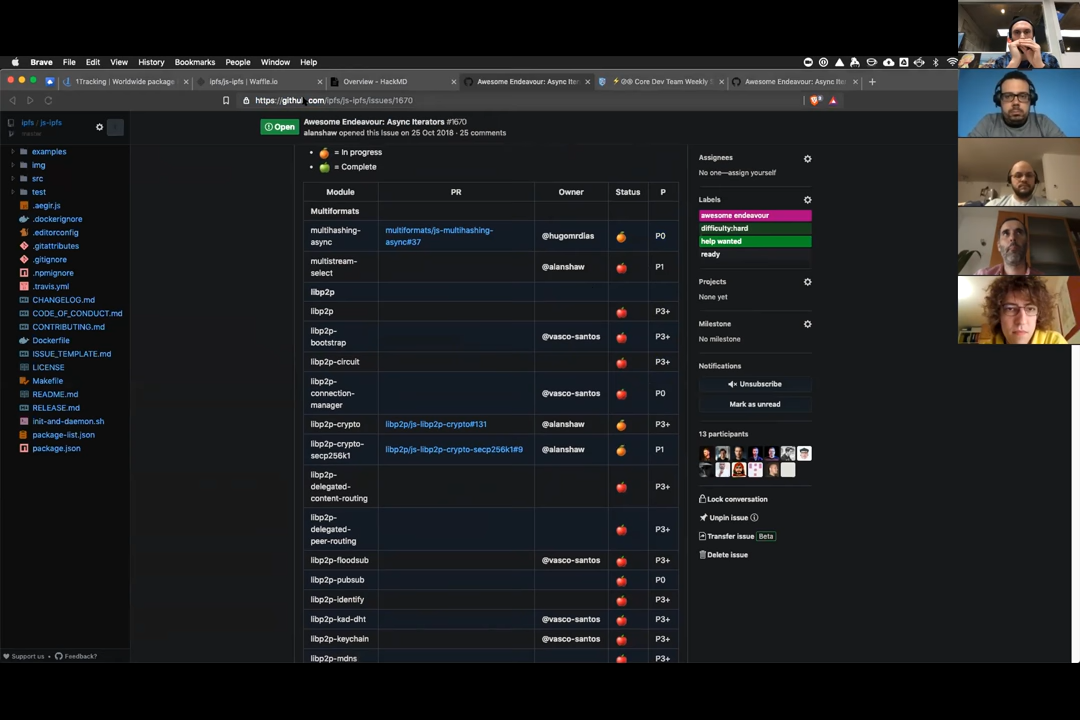 Brave File Edit View History Bookmarks People Window Help
1Tracking | Worldwide package
ipfs/js-ipfs | Waffle.io
Overview - HackMD
Awesome Endeavour: Async Iter
Core Dev Team Weekly
Awesome Endeavour: Async Iter
https://github.com/ipfs/js-ipfs/issues/1670
ipfs / js-ipfs
master
examples
img
src
test
.aegir.js
.dockerignore
.editorconfig
.gitattributes
.gitignore
.npmignore
.travis.yml
CHANGELOG.md
CODE_OF_CONDUCT.md
CONTRIBUTING.md
Dockerfile
ISSUE_TEMPLATE.md
LICENSE
Makefile
README.md
RELEASE.md
init-and-daemon.sh
package-list.json
package.json
Support us • Feedback?
Open
Awesome Endeavour: Async Iterators #1670
alanshaw opened this issue on 25 Oct 2018 · 25 comments
• = In progress
• = Complete
Module PR Owner Status P
Multiformats
multihashing-
async
multiformats/js-multihashing-
async#37
@hugomrdias P0
multistream-
select
@alanshaw P1
libp2p
libp2p P3+
libp2p-
bootstrap
@vasco-santos P3+
libp2p-circuit P3+
libp2p-
connection-
manager
@vasco-santos P0
libp2p-crypto libp2p/js-libp2p-crypto#131 @alanshaw P3+
libp2p-crypto-
secp256k1
libp2p/js-libp2p-crypto-secp256k1#9 @alanshaw P1
libp2p-
delegated-
content-routing
P3+
libp2p-
delegated-
peer-routing
P3+
libp2p-floodsub @vasco-santos P3+
libp2p-pubsub P0
libp2p-identify P3+
libp2p-kad-dht @vasco-santos P3+
libp2p-keychain @vasco-santos P3+
libp2p-mdns P3+
Assignees
No one—assign yourself
Labels
awesome endeavour
difficulty:hard
help wanted
ready
Projects
None yet
Milestone
No milestone
Notifications
Unsubscribe
Mark as unread
13 participants
Lock conversation
Unpin issue
Transfer issue Beta
Delete issue